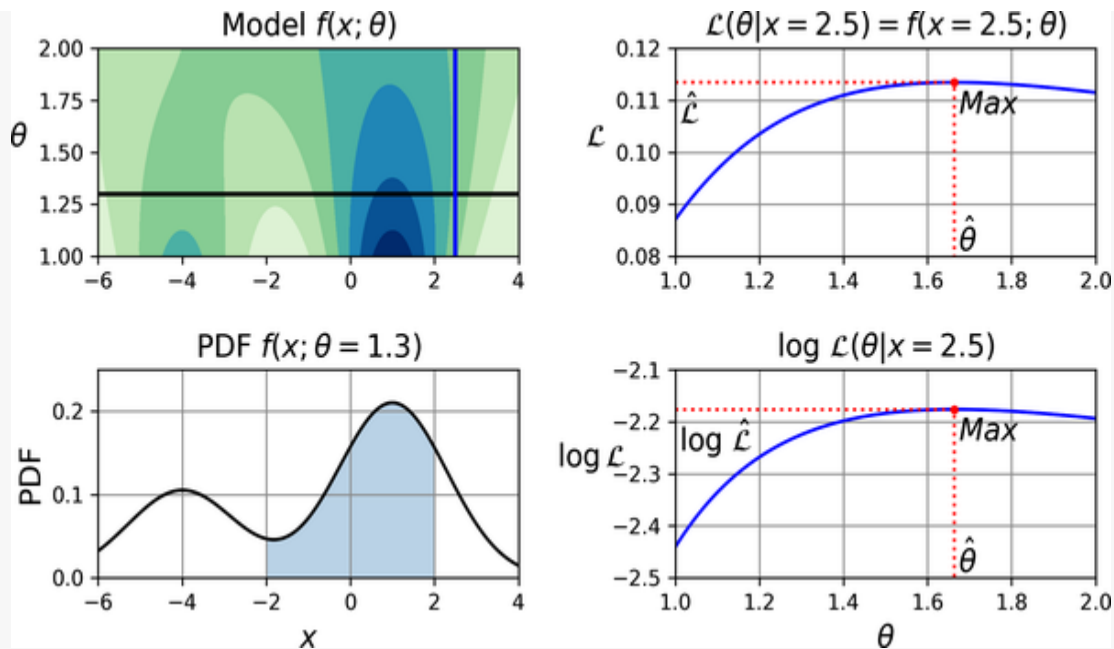 Model f(x; θ)
2.00
1.75
1.50
1.25
1.00
θ
−6 −4 −2 0 2 4
ℒ(θ|x = 2.5) = f(x = 2.5; θ)
0.12
0.11
0.10
0.09
0.08
ℒ
ℒ̂
Max
θ̂
1.0 1.2 1.4 1.6 1.8 2.0
PDF f(x; θ = 1.3)
0.2
0.1
0.0
PDF
−6 −4 −2 0 2 4
x
log ℒ(θ|x = 2.5)
−2.1
−2.2
−2.3
−2.4
−2.5
log ℒ
log ℒ̂
Max
θ̂
1.0 1.2 1.4 1.6 1.8 2.0
θ